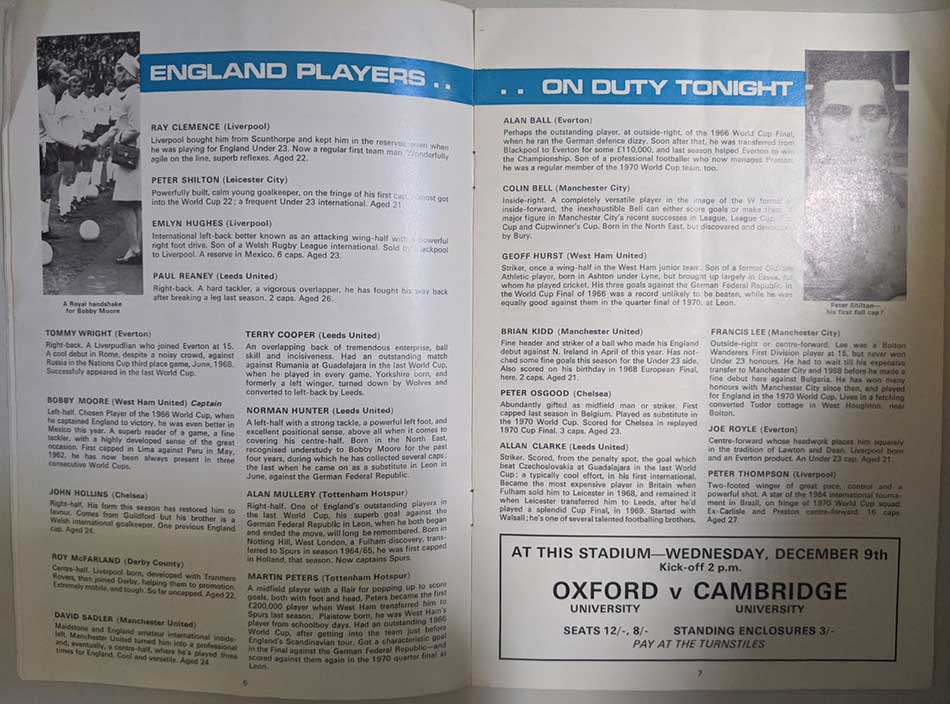 ENGLAND PLAYERS . .
RAY CLEMENCE (Liverpool)
Liverpool bought him from Scunthorpe and kept him in the reserves, even when
he was playing for England Under 23. Now a regular first team man. Wonderfully
agile on the line, superb reflexes. Aged 22.
PETER SHILTON (Leicester City)
Powerfully built, calm young goalkeeper, on the fringe of his first cap, almost got
into the World Cup 22; a frequent Under 23 international. Aged 21.
EMLYN HUGHES (Liverpool)
International left-back better known as an attacking wing-half with a powerful
right foot drive. Son of a Welsh Rugby League international. Sold by Blackpool
to Liverpool. A reserve in Mexico. 6 caps. Aged 23.
PAUL REANEY (Leeds United)
Right-back. A hard tackler, a vigorous overlapper, he has fought his way back
after breaking a leg last season. 2 caps. Aged 26.
A Royal handshake
for Bobby Moore
TOMMY WRIGHT (Everton)
Right-back. A Liverpudlian who joined Everton at 15.
A cool debut in Rome, despite a noisy crowd, against
Russia in the Nations Cup third place game, June, 1968.
Successfuly appeared in the last World Cup.
BOBBY MOORE (West Ham United) Captain
Left-half. Chosen Player of the 1966 World Cup, when
he captained England to victory, he was even better in
Mexico this year. A superb reader of a game, a fine
tackler, with a highly developed sense of the great
occasion. First capped in Lima against Peru in May,
1962, he has now been always present in three
consecutive World Cups.
JOHN HOLLINS (Chelsea)
Right-half. His form this season has restored him to
favour. Comes from Guildford but his brother is a
Welsh international goalkeeper. One previous England
cap. Aged 24.
ROY McFARLAND (Derby County)
Centre-half. Liverpool born, developed with Tranmere
Rovers, then joined Derby, helping them to promotion.
Extremely mobile, and tough. So far uncapped. Aged 22.
DAVID SADLER (Manchester United)
Maidstone and England amateur international inside-
left, Manchester United turned him into a professional
and, eventually, a centre-half, where he's played three
times for England. Cool and versatile. Aged 24.
TERRY COOPER (Leeds United)
An overlapping back of tremendous enterprise, ball
skill and incisiveness. Had an outstanding match
against Rumania at Guadalajara in the last World Cup,
when he played in every game. Yorkshire born, and
formerly a left winger, turned down by Wolves and
converted to left-back by Leeds.
NORMAN HUNTER (Leeds United)
A left-half with a strong tackle, a powerful left foot, and
excellent positional sense, above all when it comes to
covering his centre-half. Born in the North East,
recognised understudy to Bobby Moore for the past
four years, during which he has collected several caps;
the last when he came on as a substitute in Leon in
June, against the German Federal Republic.
ALAN MULLERY (Tottenham Hotspur)
Right-half. One of England's outstanding players in
the last World Cup, his superb goal against the
German Federal Republic in Leon, when he both began
and ended the move, will long be remembered. Born in
Notting Hill, West London, a Fulham discovery, trans-
ferred to Spurs in season 1964/65, he was first capped
in Holland, that season. Now captains Spurs.
MARTIN PETERS (Tottenham Hotspur)
A midfield player with a flair for popping up to score
goals, both with foot and head. Peters became the first
£200,000 player when West Ham transferred him to
Spurs last season. Plaistow born, he was West Ham's
player from schoolboy days. Had an outstanding 1966
World Cup, after getting into the team just before
England's Scandinavian tour. Got a characteristic goal
in the Final against the German Federal Republic—and
scored against them again in the 1970 quarter final at
Leon.
6
. . ON DUTY TONIGHT
ALAN BALL (Everton)
Perhaps the outstanding player, at outside-right, of the 1966 World Cup Final,
when he ran the German defence dizzy. Soon after that, he was transferred from
Blackpool to Everton for some £110,000, and last season helped Everton to win
the Championship. Son of a professional footballer who now manages Preston,
he was a regular member of the 1970 World Cup team, too.
COLIN BELL (Manchester City)
Inside-right. A completely versatile player in the image of the W formation
inside-forward, the inexhaustible Bell can either score goals or make them. A
major figure in Manchester City's recent successes in League, League Cup, F.A.
Cup and Cupwinner's Cup. Born in the North East, but discovered and developed
by Bury.
GEOFF HURST (West Ham United)
Striker, once a wing-half in the West Ham junior team. Son of a former Oldham
Athletic player, born in Ashton under Lyne, but brought up largely in Essex, for
whom he played cricket. His three goals against the German Federal Republic in
the World Cup Final of 1966 was a record unlikely to be beaten, while he was
equally good against them in the quarter final of 1970, at Leon.
Peter Shilton—
his first full cap?
BRIAN KIDD (Manchester United)
Fine header and striker of a ball who made his England
debut against N. Ireland in April of this year. Has not-
ched some fine goals this season for the Under 23 side.
Also scored on his birthday in 1968 European Final,
here. 2 caps. Aged 21.
PETER OSGOOD (Chelsea)
Abundantly gifted as midfield man or striker. First
capped last season in Belgium. Played as substitute in
the 1970 World Cup. Scored for Chelsea in replayed
1970 Cup Final. 3 caps. Aged 23.
ALLAN CLARKE (Leeds United)
Striker. Scored, from the penalty spot, the goal which
beat Czechoslovakia at Guadalajara in the last World
Cup; a typically cool effort, in his first international.
Became the most expensive player in Britain when
Fulham sold him to Leicester in 1968, and remained it
when Leicester transferred him to Leeds, after he'd
played a splendid Cup Final, in 1969. Started with
Walsall; he's one of several talented footballing brothers.
FRANCIS LEE (Manchester City)
Outside-right or centre-forward, Lee was a Bolton
Wanderers First Division player at 15, but never won
Under 23 honours. He had to wait till his expensive
transfer to Manchester City and 1968 before he made a
fine debut here against Bulgaria. He has won many
honours with Manchester City since then, and played
for England in the 1970 World Cup. Lives in a fetching
converted Tudor cottage in West Houghton, near
Bolton.
JOE ROYLE (Everton)
Centre-forward whose headwork places him squarely
in the tradition of Lawton and Dean. Liverpool born
and an Everton product. An Under 23 cap. Aged 21.
PETER THOMPSON (Liverpool)
Two-footed winger of great pace, control and a
powerful shot. A star of the 1964 international tourna-
ment in Brazil, on fringe of 1970 World Cup squad.
Ex-Carlisle and Preston centre-forward. 16 caps.
Aged 27.
AT THIS STADIUM—WEDNESDAY, DECEMBER 9th
Kick-off 2 p.m.
OXFORD v CAMBRIDGE
UNIVERSITY UNIVERSITY
SEATS 12/-, 8/- STANDING ENCLOSURES 3/-
PAY AT THE TURNSTILES
7